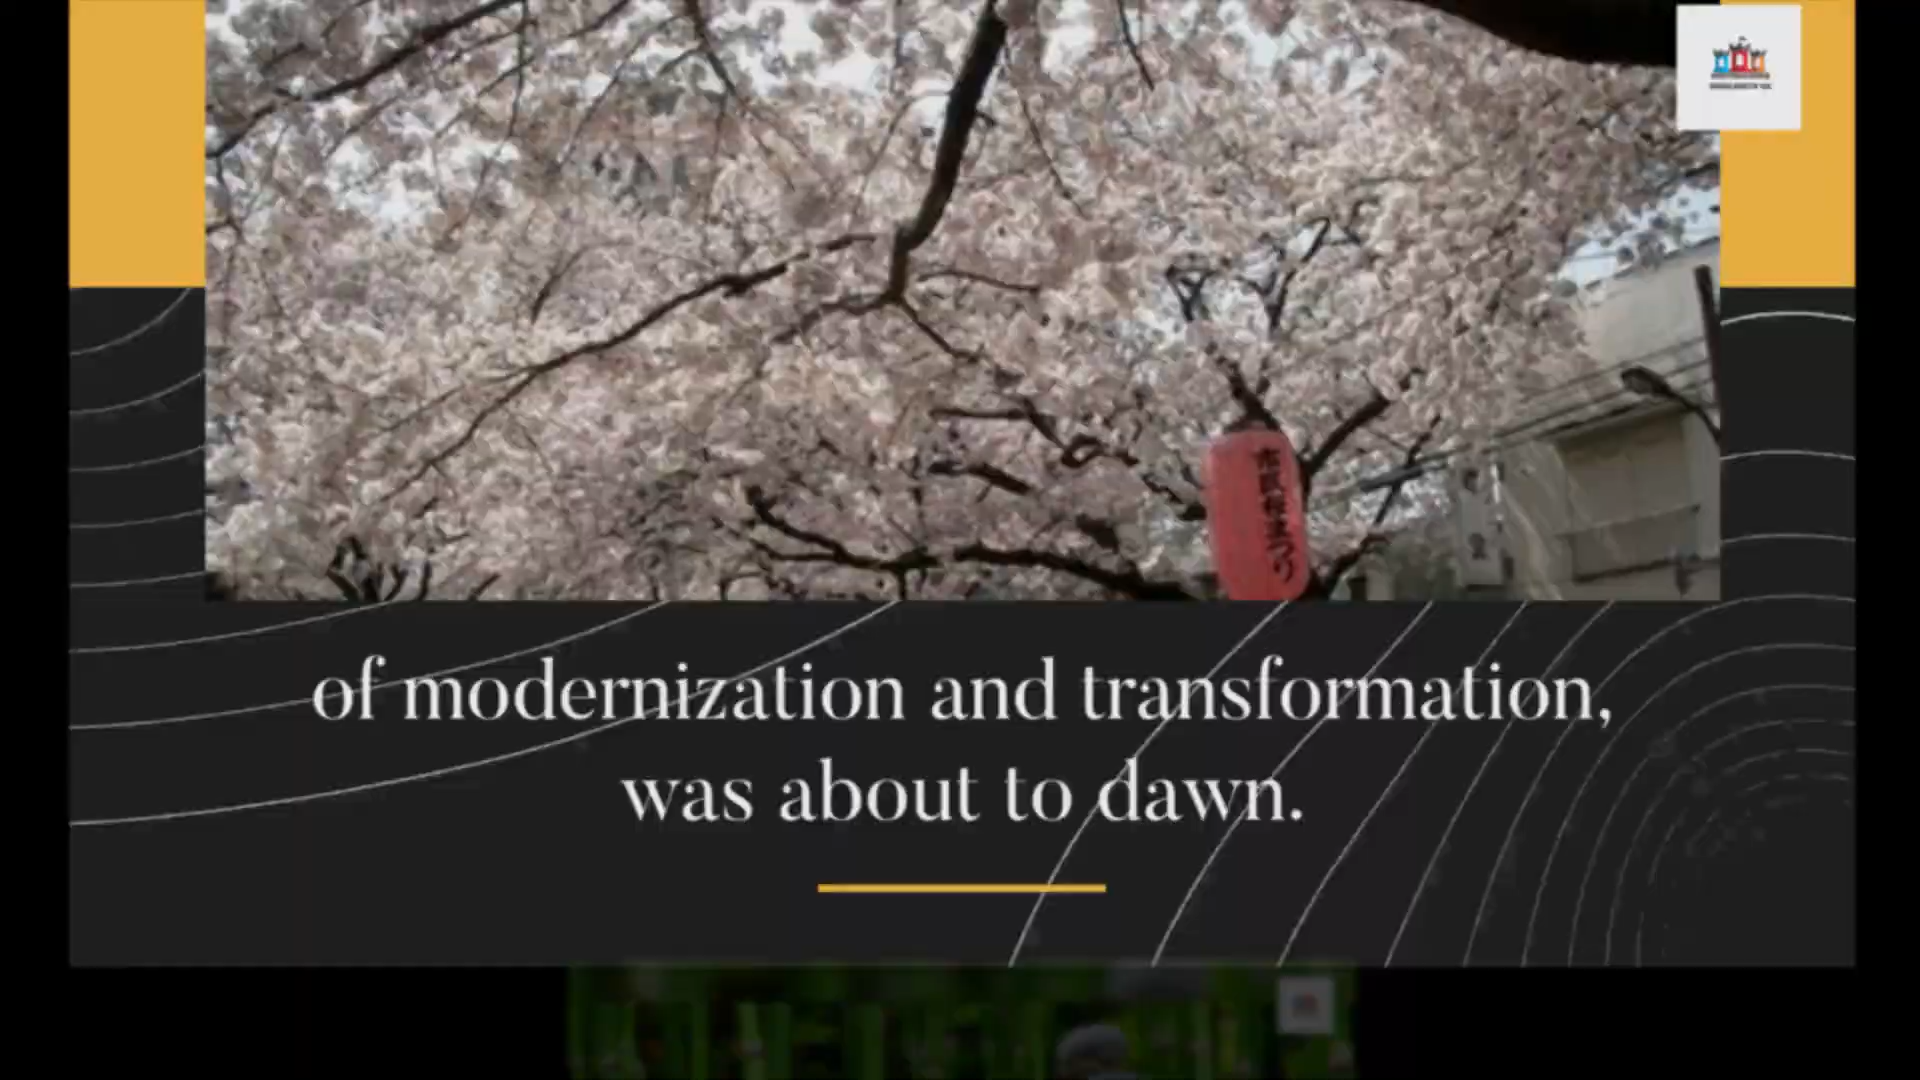 of modernization and transformation,
was about to dawn.